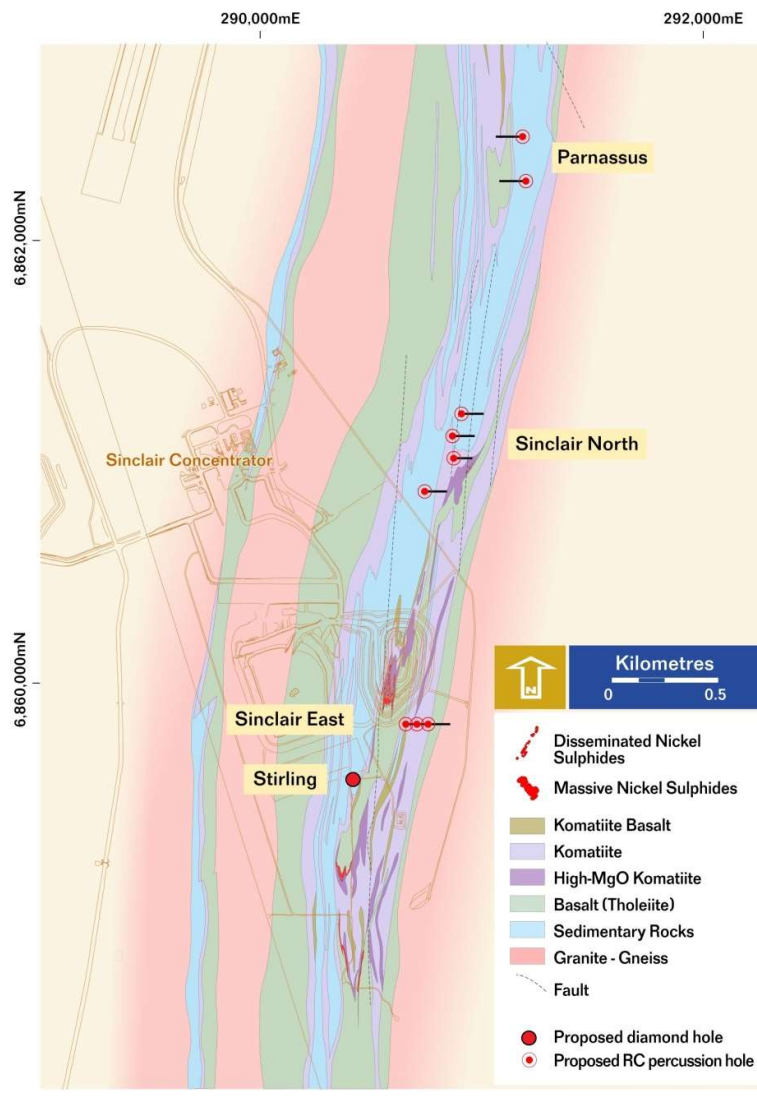 290,000mE
292,000mE
Parnassus
6,862,000mN
Sinclair North
Sinclair Concentrator
6,860,000mN
Sinclair East
Stirling
N
Kilometres
0 0.5
Disseminated Nickel
Sulphides
Massive Nickel Sulphides
Komatiite Basalt
Komatiite
High-MgO Komatiite
Basalt (Tholeiite)
Sedimentary Rocks
Granite - Gneiss
Fault
Proposed diamond hole
Proposed RC percussion hole